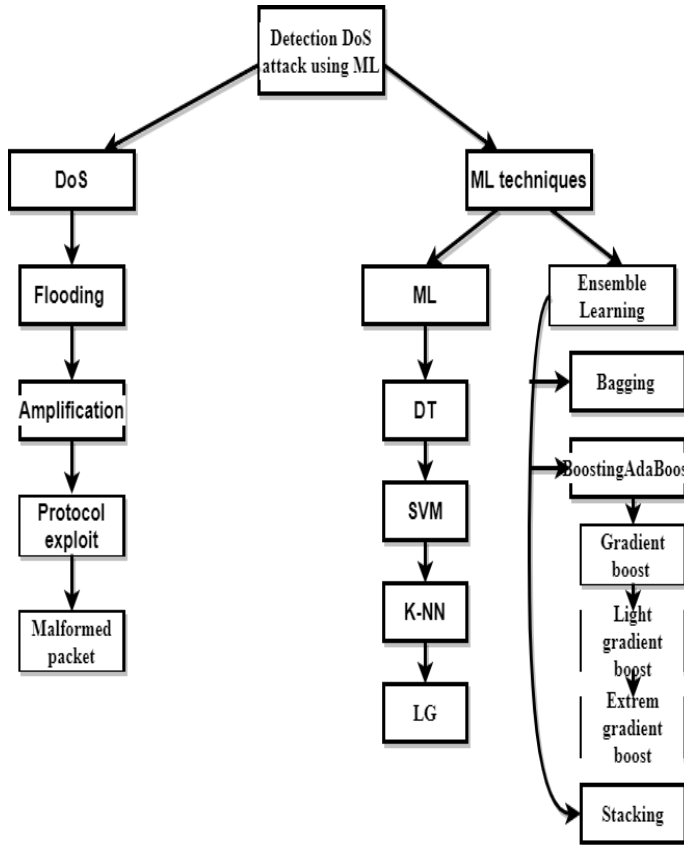 Detection DoS
attack using ML
DoS
ML techniques
Flooding
ML
Ensemble
Learning
Amplification
DT
Bagging
Protocol
exploit
SVM
BoostingAdaBoos
Gradient
boost
Malformed
packet
K-NN
Light
gradient
boost
LG
Extrem
gradient
boost
Stacking